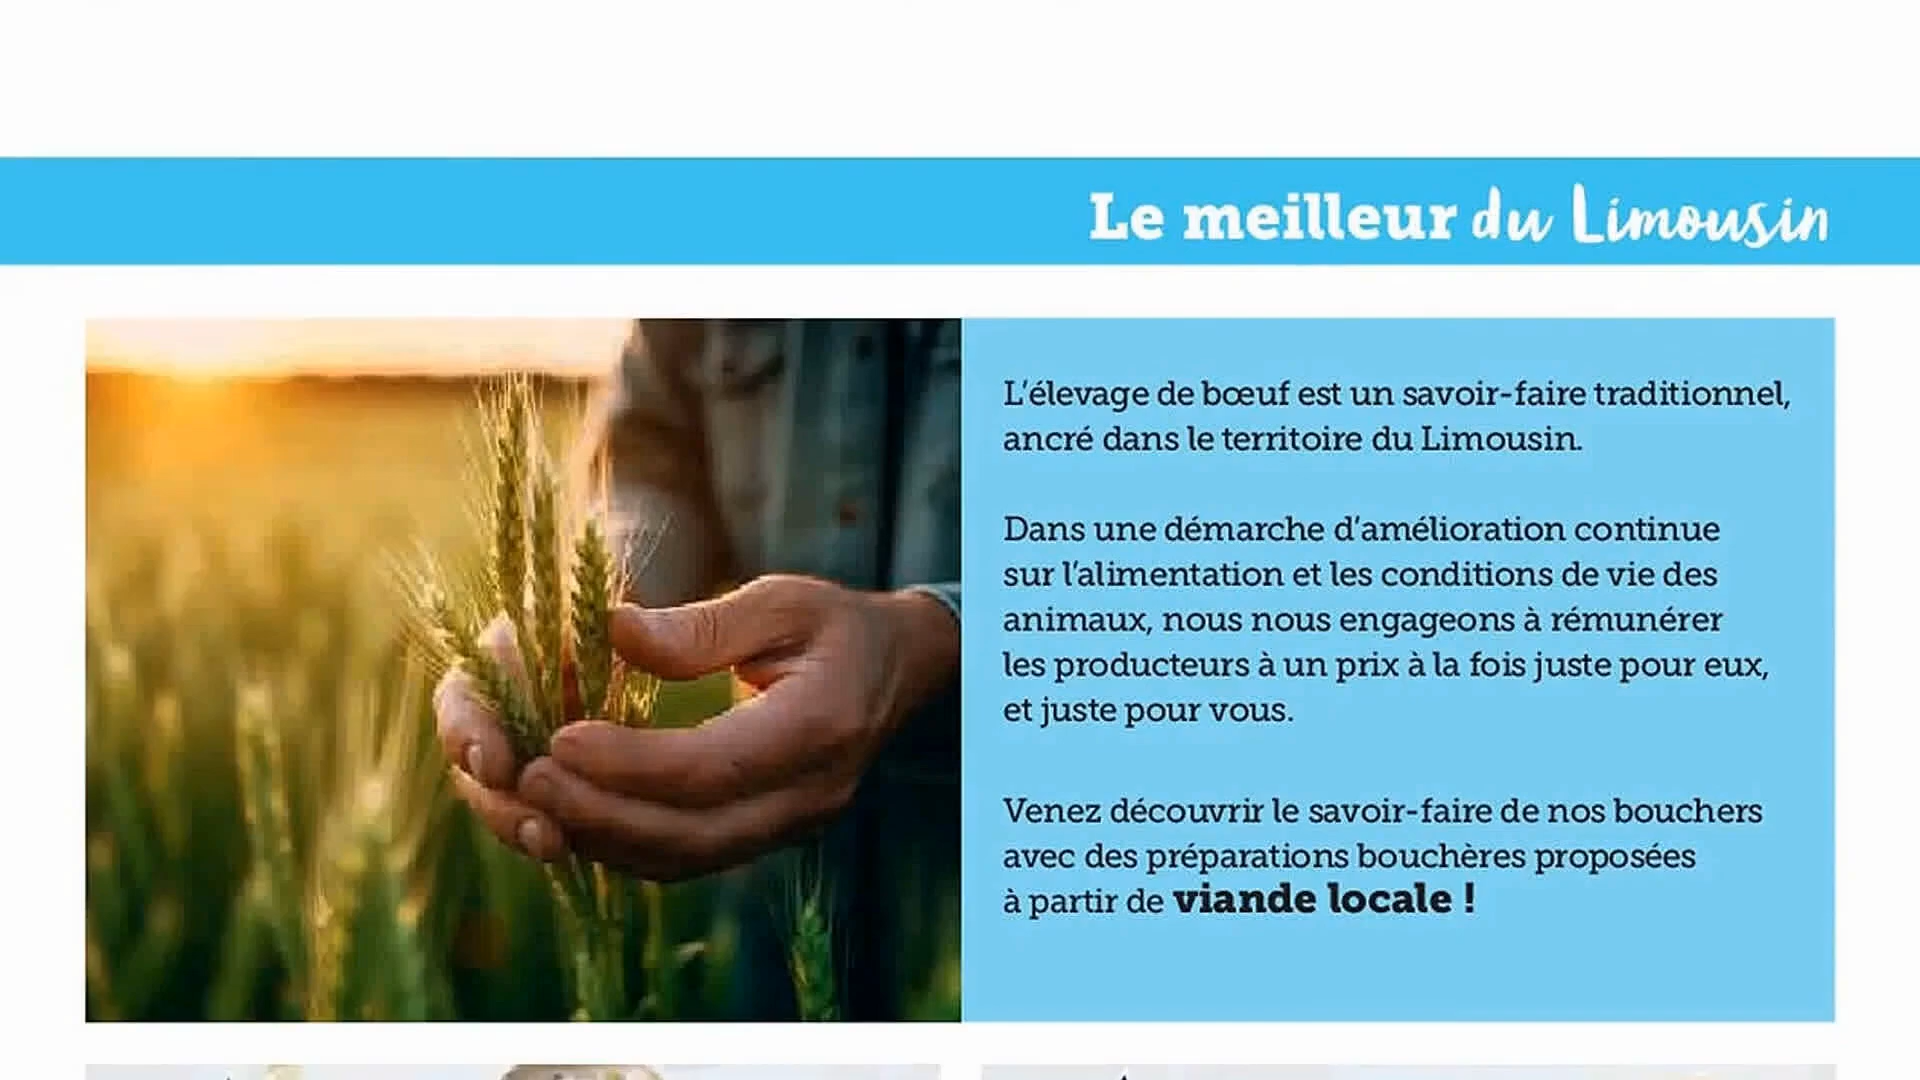 Le meilleur du Limousin
L’élevage de bœuf est un savoir-faire traditionnel,
ancré dans le territoire du Limousin.
Dans une démarche d’amélioration continue
sur l’alimentation et les conditions de vie des
animaux, nous nous engageons à rémunérer
les producteurs à un prix à la fois juste pour eux,
et juste pour vous.
Venez découvrir le savoir-faire de nos bouchers
avec des préparations bouchères proposées
à partir de viande locale !